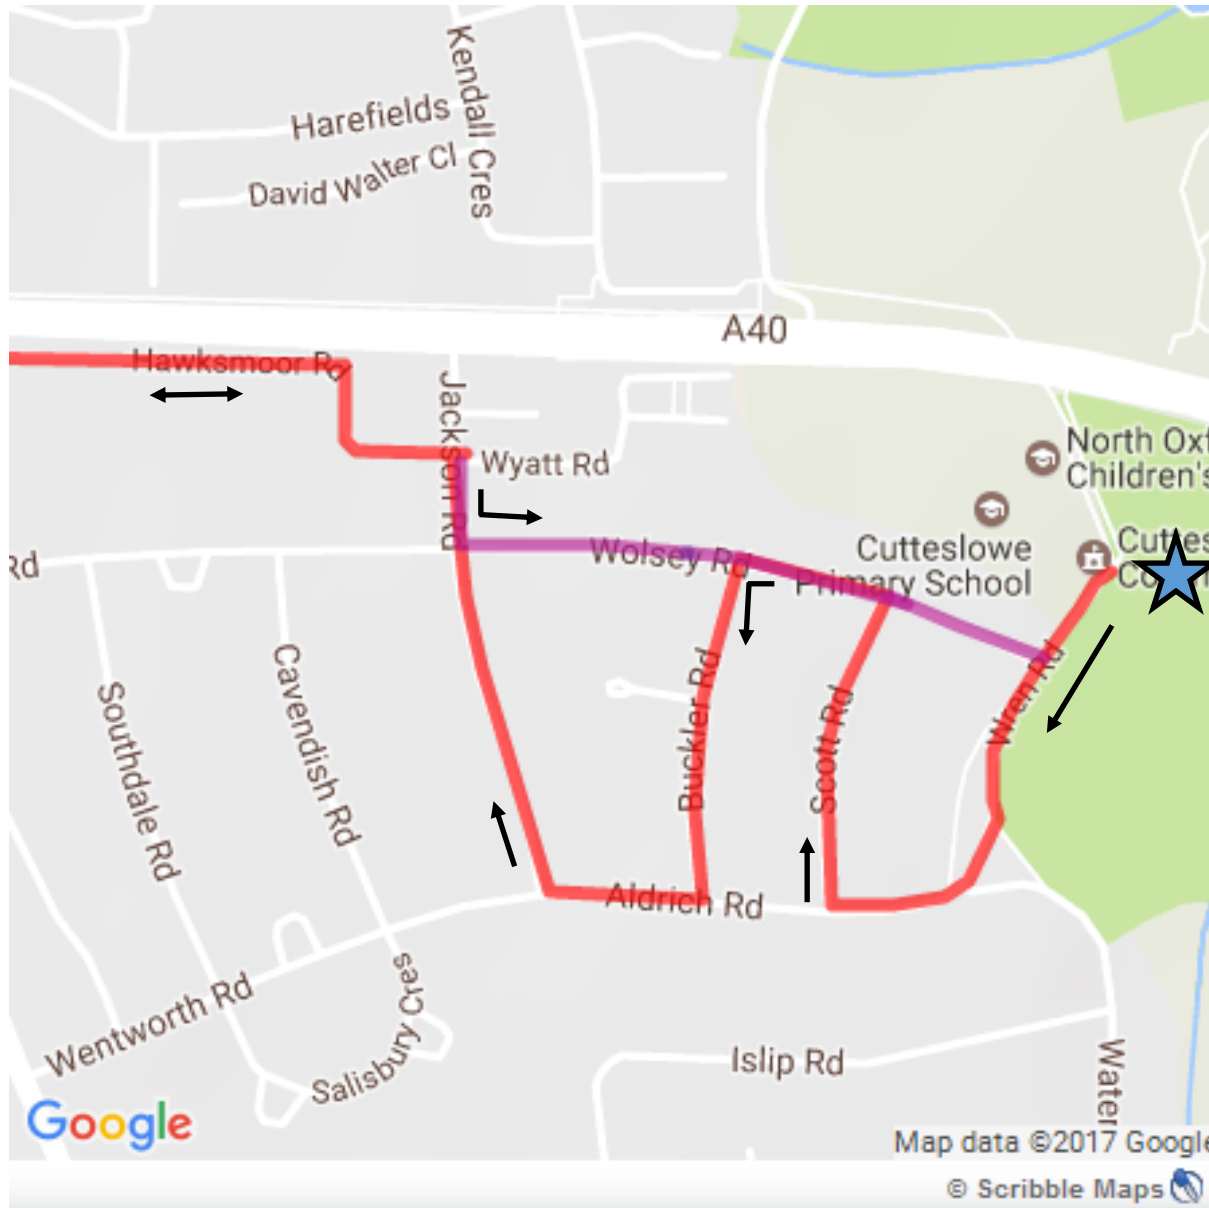 Kendall Cres
Harefields
David Walter Cl
A40
Hawksmoor Rd
Jackson Rd
Wyatt Rd
North Oxf
Children's
Wolsey Rd
Cutteslowe
Primary School
Cuttes
Rd
Wren Rd
Buckler Rd
Scott Rd
Cavendish Rd
Southdale Rd
Aldrich Rd
Wentworth Rd
Salisbury Cres
Islip Rd
Water
Google
Map data ©2017 Google
© Scribble Maps